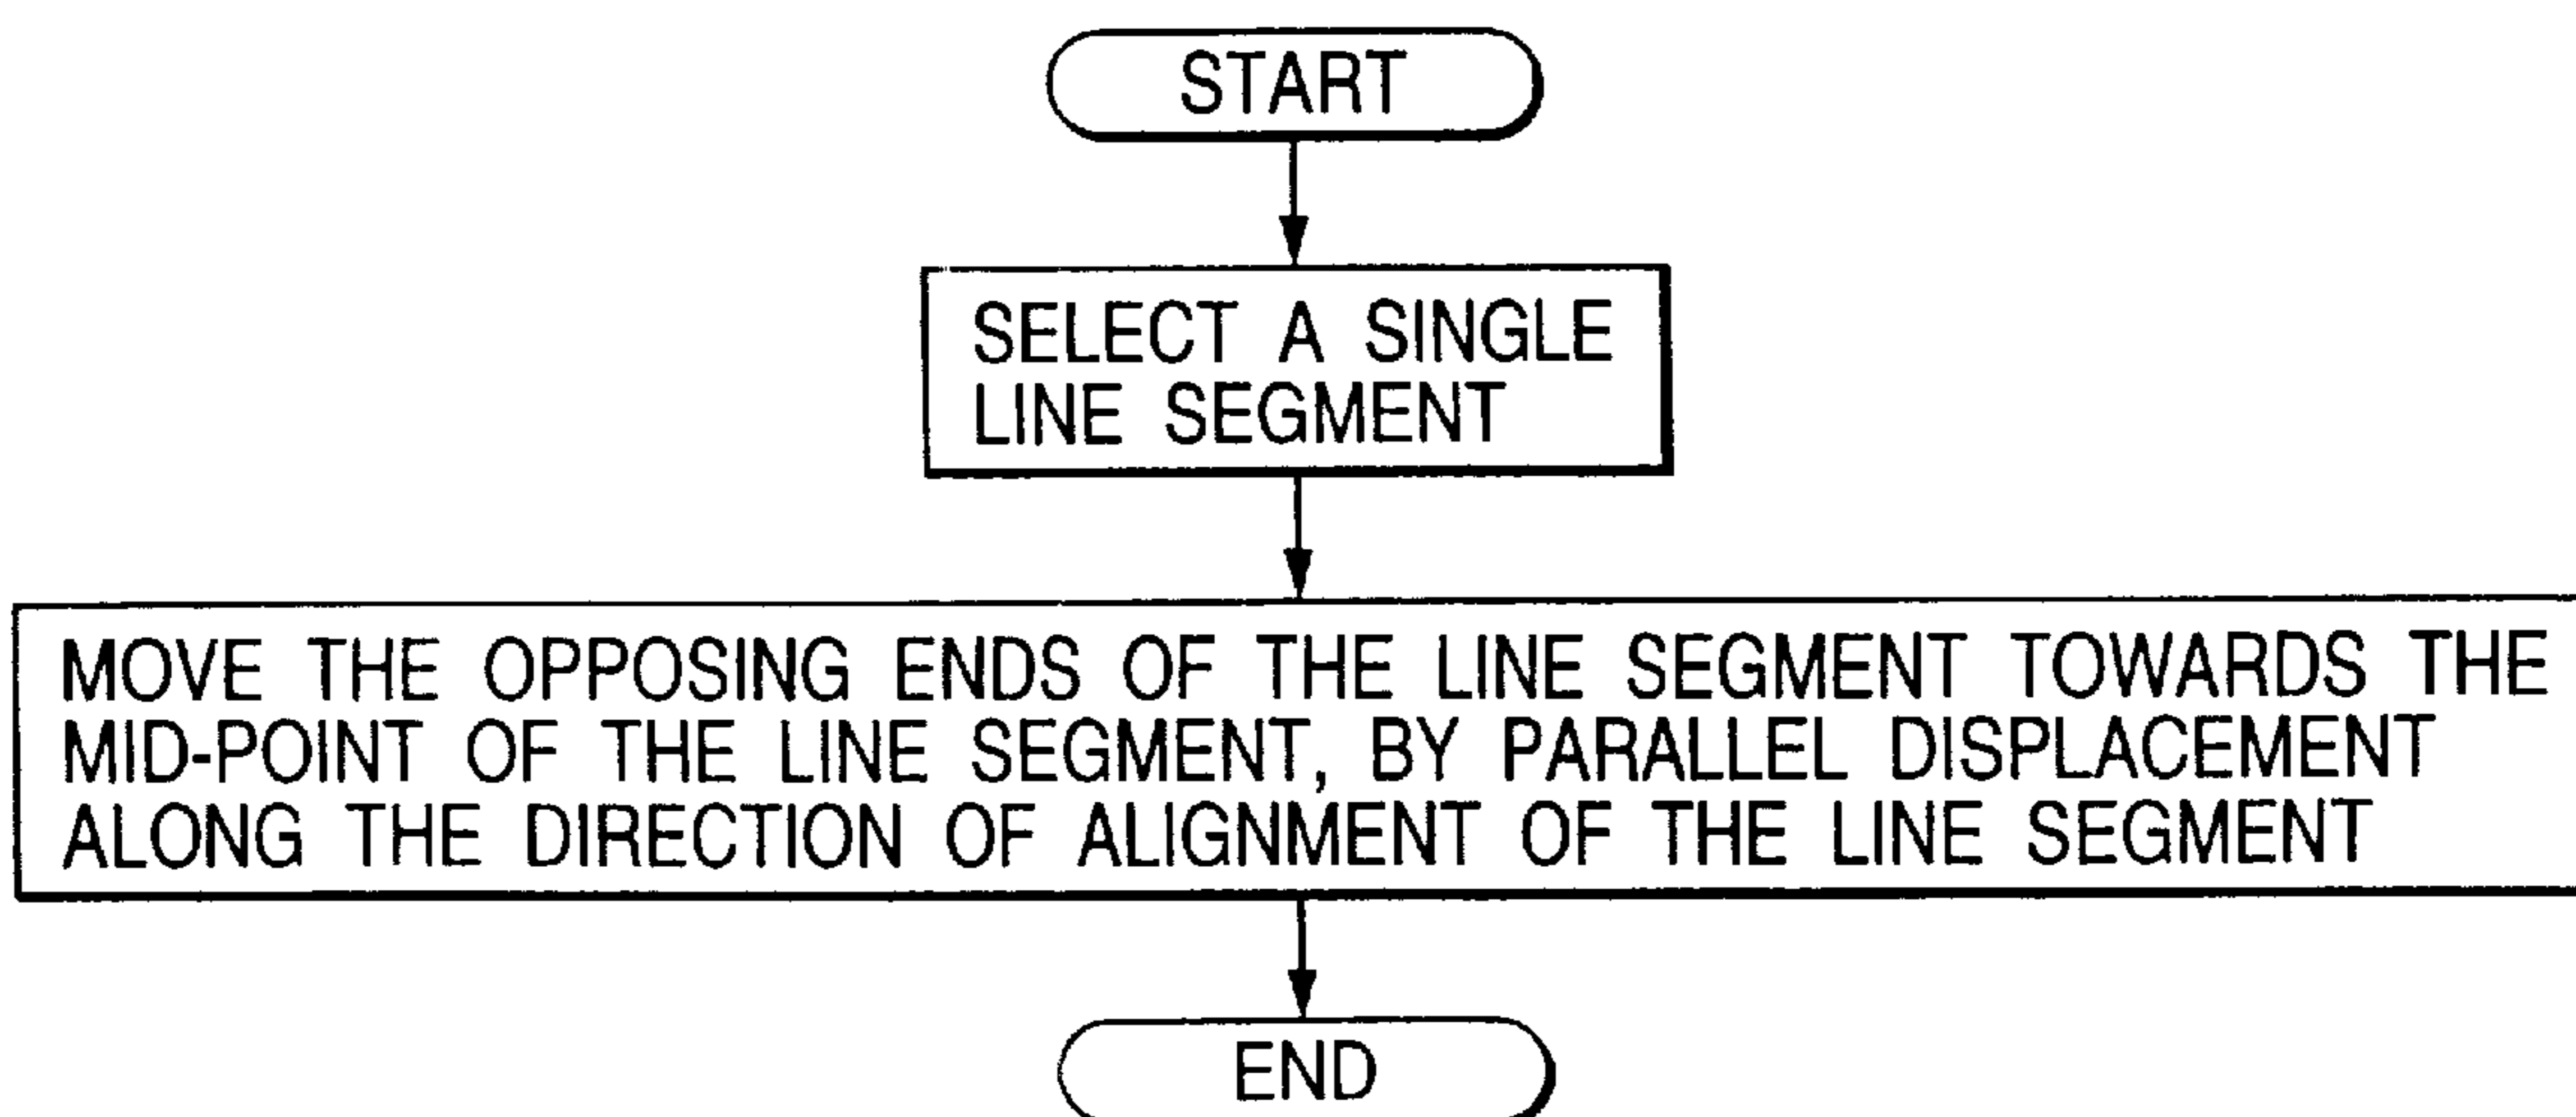 START
SELECT A SINGLE
LINE SEGMENT
MOVE THE OPPOSING ENDS OF THE LINE SEGMENT TOWARDS THE
MID-POINT OF THE LINE SEGMENT, BY PARALLEL DISPLACEMENT
ALONG THE DIRECTION OF ALIGNMENT OF THE LINE SEGMENT
END